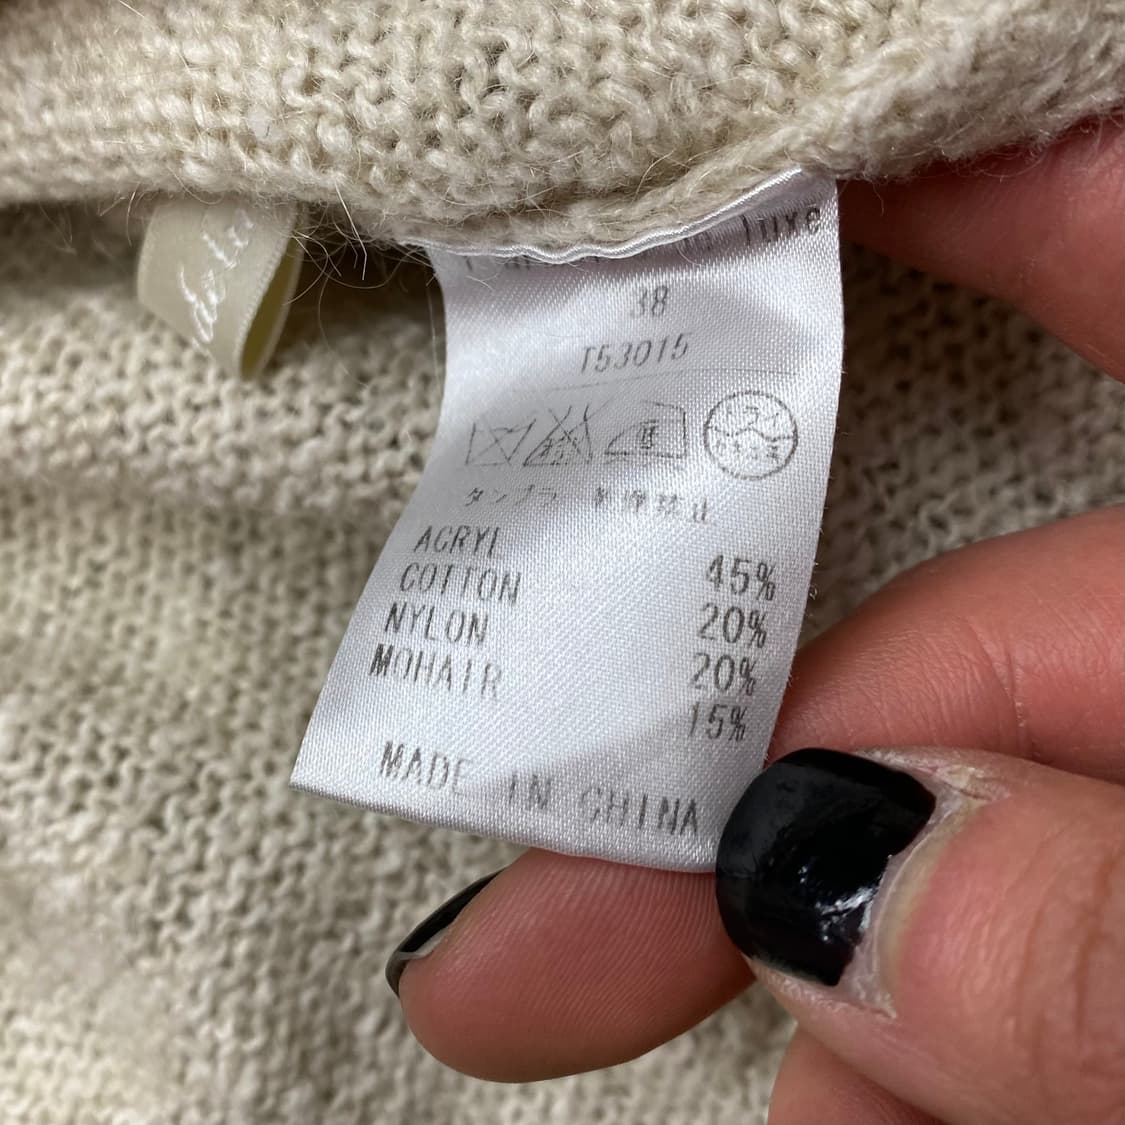 luxe
38
T53015
タンブラー乾燥禁止
ACRYL 45%
COTTON 20%
NYLON 20%
MOHAIR 15%
MADE IN CHINA